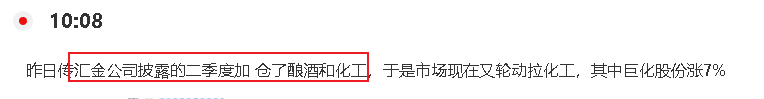 10:08
昨日传汇金公司披露的二季度加 仓了酿酒和化工，于是市场现在又轮动拉化工，其中巨化股份涨7%